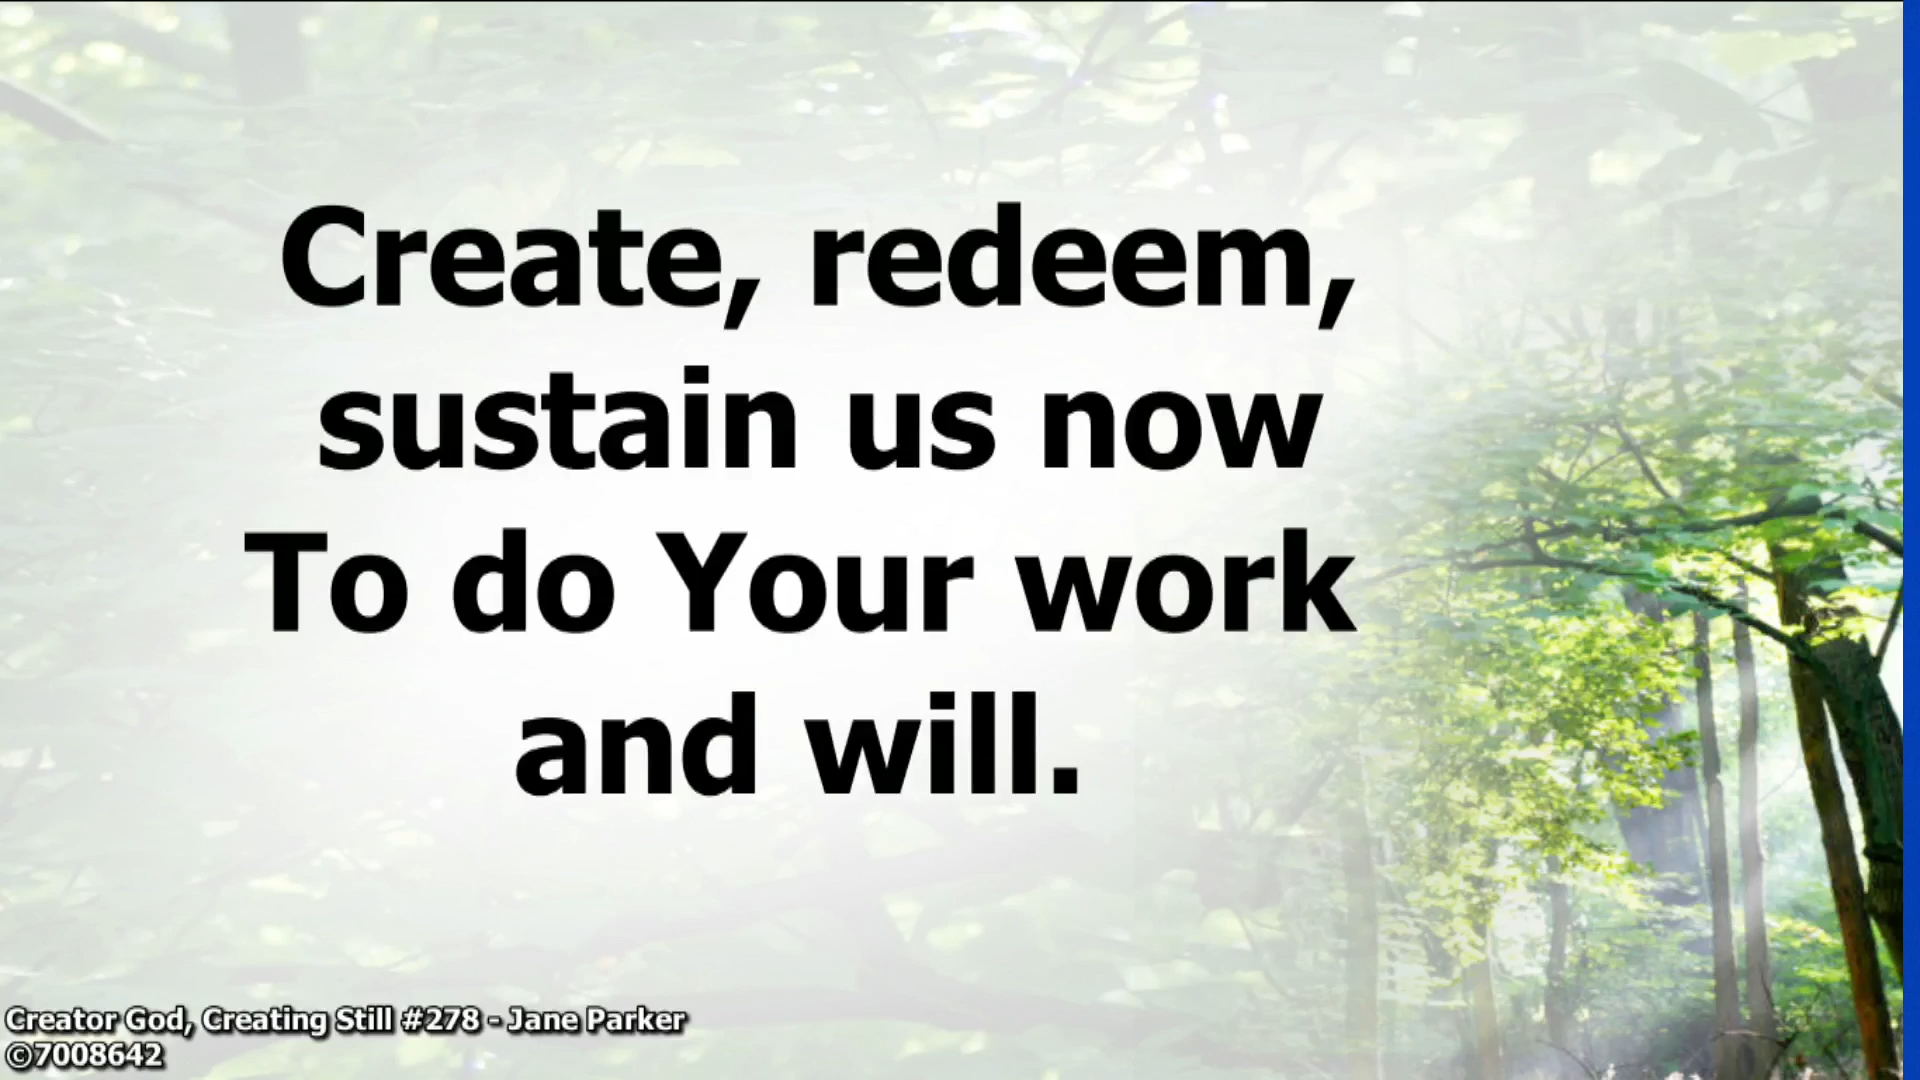 Create, redeem,
sustain us now
To do Your work
and will.
Creator God, Creating Still #278 - Jane Parker
©7008642